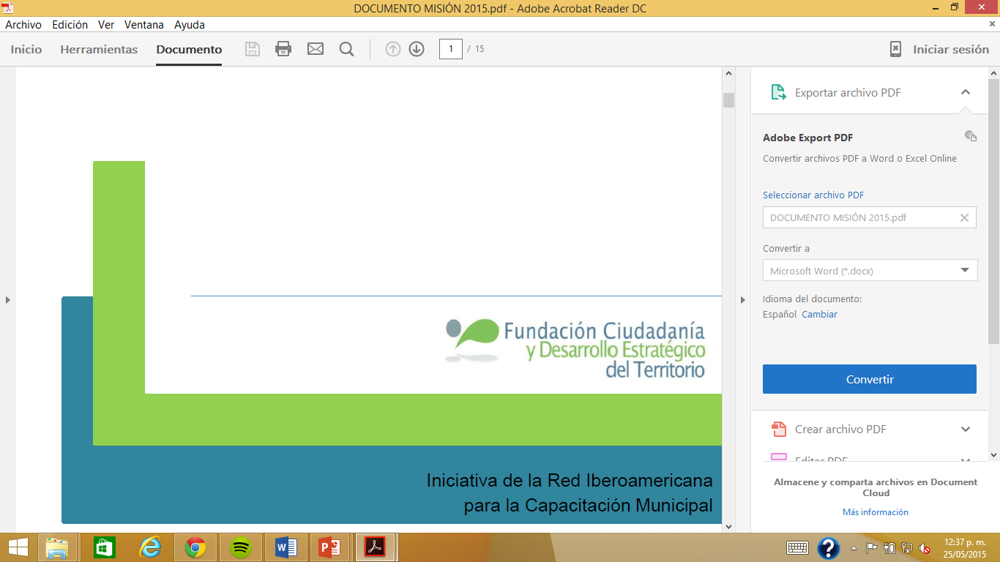 DOCUMENTO MISIÓN 2015.pdf - Adobe Acrobat Reader DC
Archivo Edición Ver Ventana Ayuda
Inicio Herramientas Documento 1 / 15 Iniciar sesión
Exportar archivo PDF
Adobe Export PDF
Convertir archivos PDF a Word o Excel Online
Seleccionar archivo PDF
DOCUMENTO MISIÓN 2015.pdf
Convertir a
Microsoft Word (*.docx)
Idioma del documento:
Español Cambiar
Convertir
Crear archivo PDF
Editar PDF
Almacene y comparta archivos en Document
Cloud
Más información
Fundación Ciudadanía
y Desarrollo Estratégico
del Territorio
Iniciativa de la Red Iberoamericana
para la Capacitación Municipal
12:37 p. m.
25/05/2015